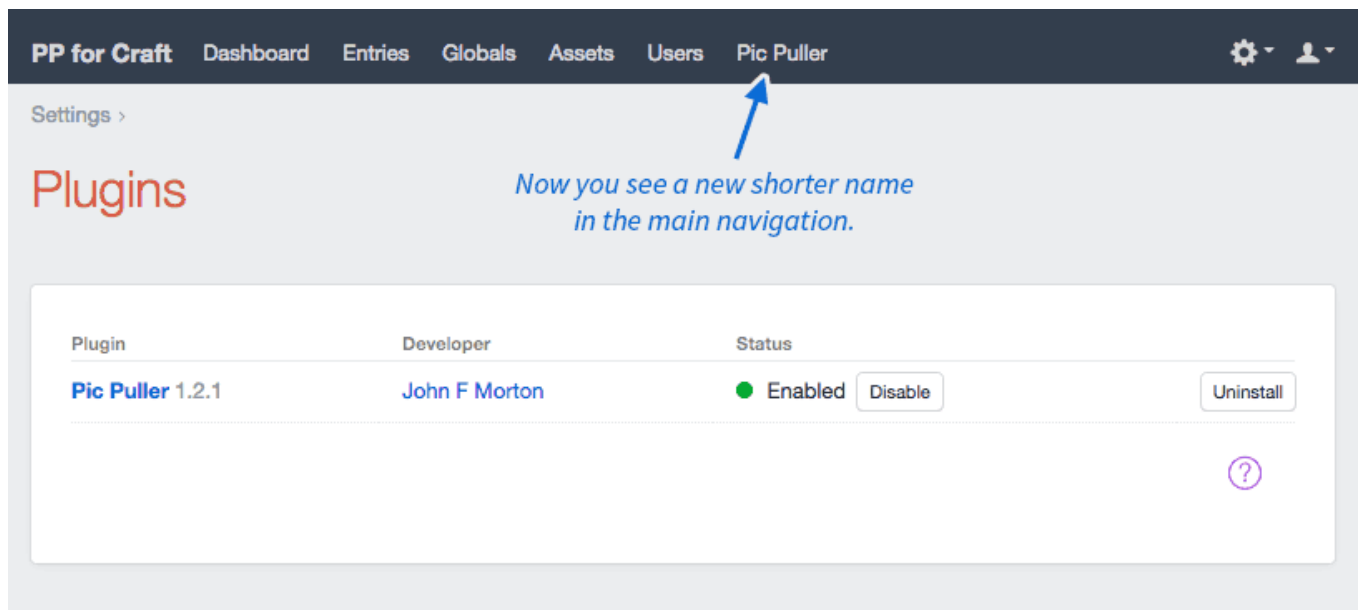 PP for Craft Dashboard Entries Globals Assets Users Pic Puller
Settings ›
Plugins
Now you see a new shorter name
in the main navigation.
Plugin Developer Status
Pic Puller 1.2.1 John F Morton Enabled Disable Uninstall
?